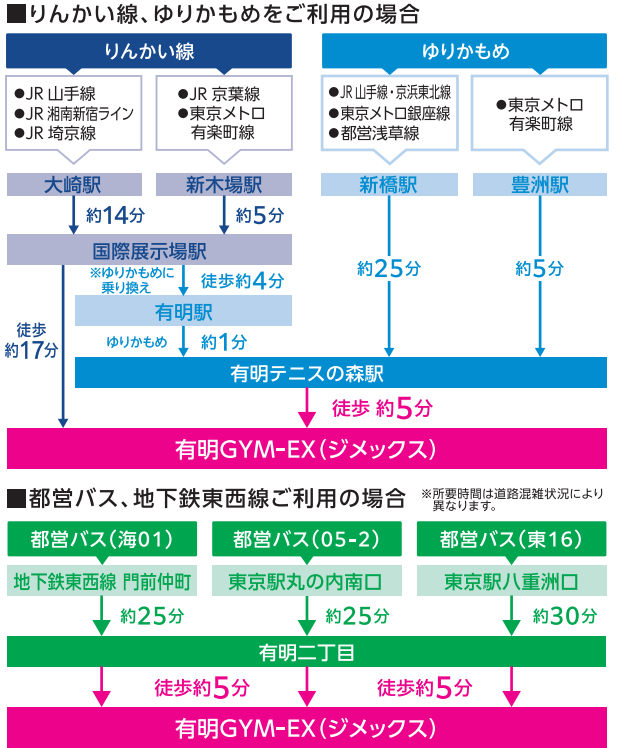 ■りんかい線、ゆりかもめをご利用の場合
りんかい線
ゆりかもめ
●JR 山手線
●JR 湘南新宿ライン
●JR 埼京線
●JR 京葉線
●東京メトロ
有楽町線
●JR 山手線・京浜東北線
●東京メトロ銀座線
●都営浅草線
●東京メトロ
有楽町線
大崎駅
新木場駅
新橋駅
豊洲駅
約14分
約5分
国際展示場駅
約25分
約5分
※ゆりかもめに
乗り換え
徒歩約4分
有明駅
徒歩
約17分
ゆりかもめ
約1分
有明テニスの森駅
徒歩 約5分
有明GYM-EX(ジメックス)
■都営バス、地下鉄東西線ご利用の場合
※所要時間は道路混雑状況により
異なります。
都営バス(海01)
都営バス(05-2)
都営バス(東16)
地下鉄東西線 門前仲町
東京駅丸の内南口
東京駅八重洲口
約25分
約25分
約30分
有明二丁目
徒歩約5分
徒歩約5分
有明GYM-EX(ジメックス)